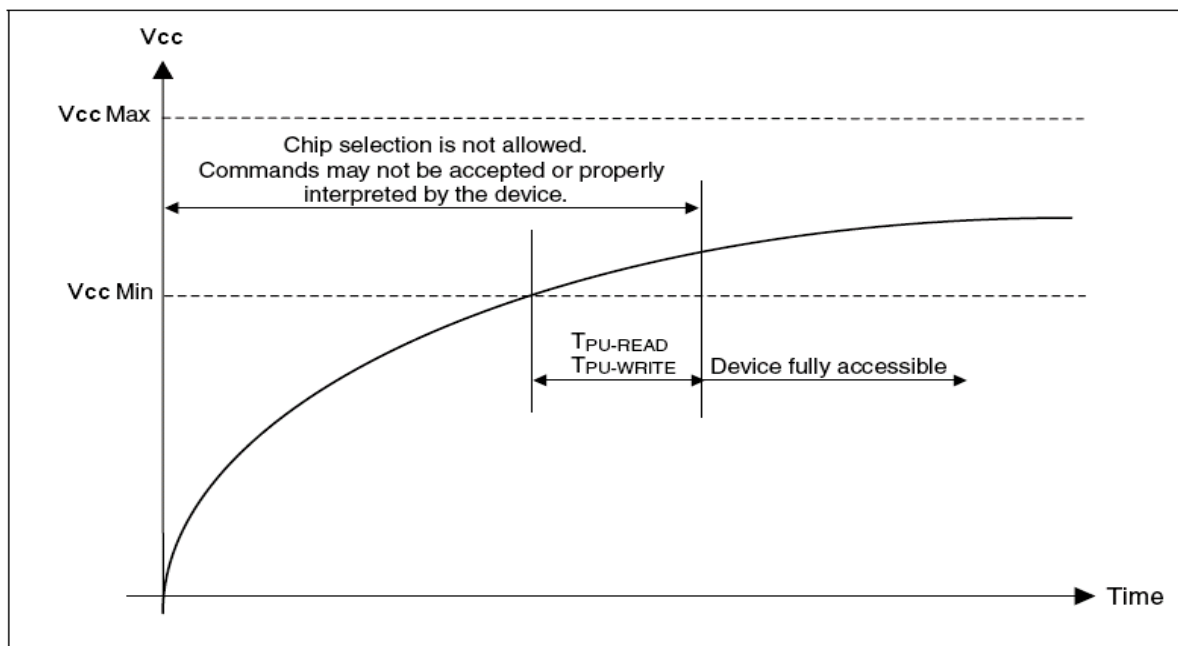 Vcc
Vcc Max
Chip selection is not allowed.
Commands may not be accepted or properly
interpreted by the device.
Vcc Min
TPU-READ
TPU-WRITE
Device fully accessible
Time